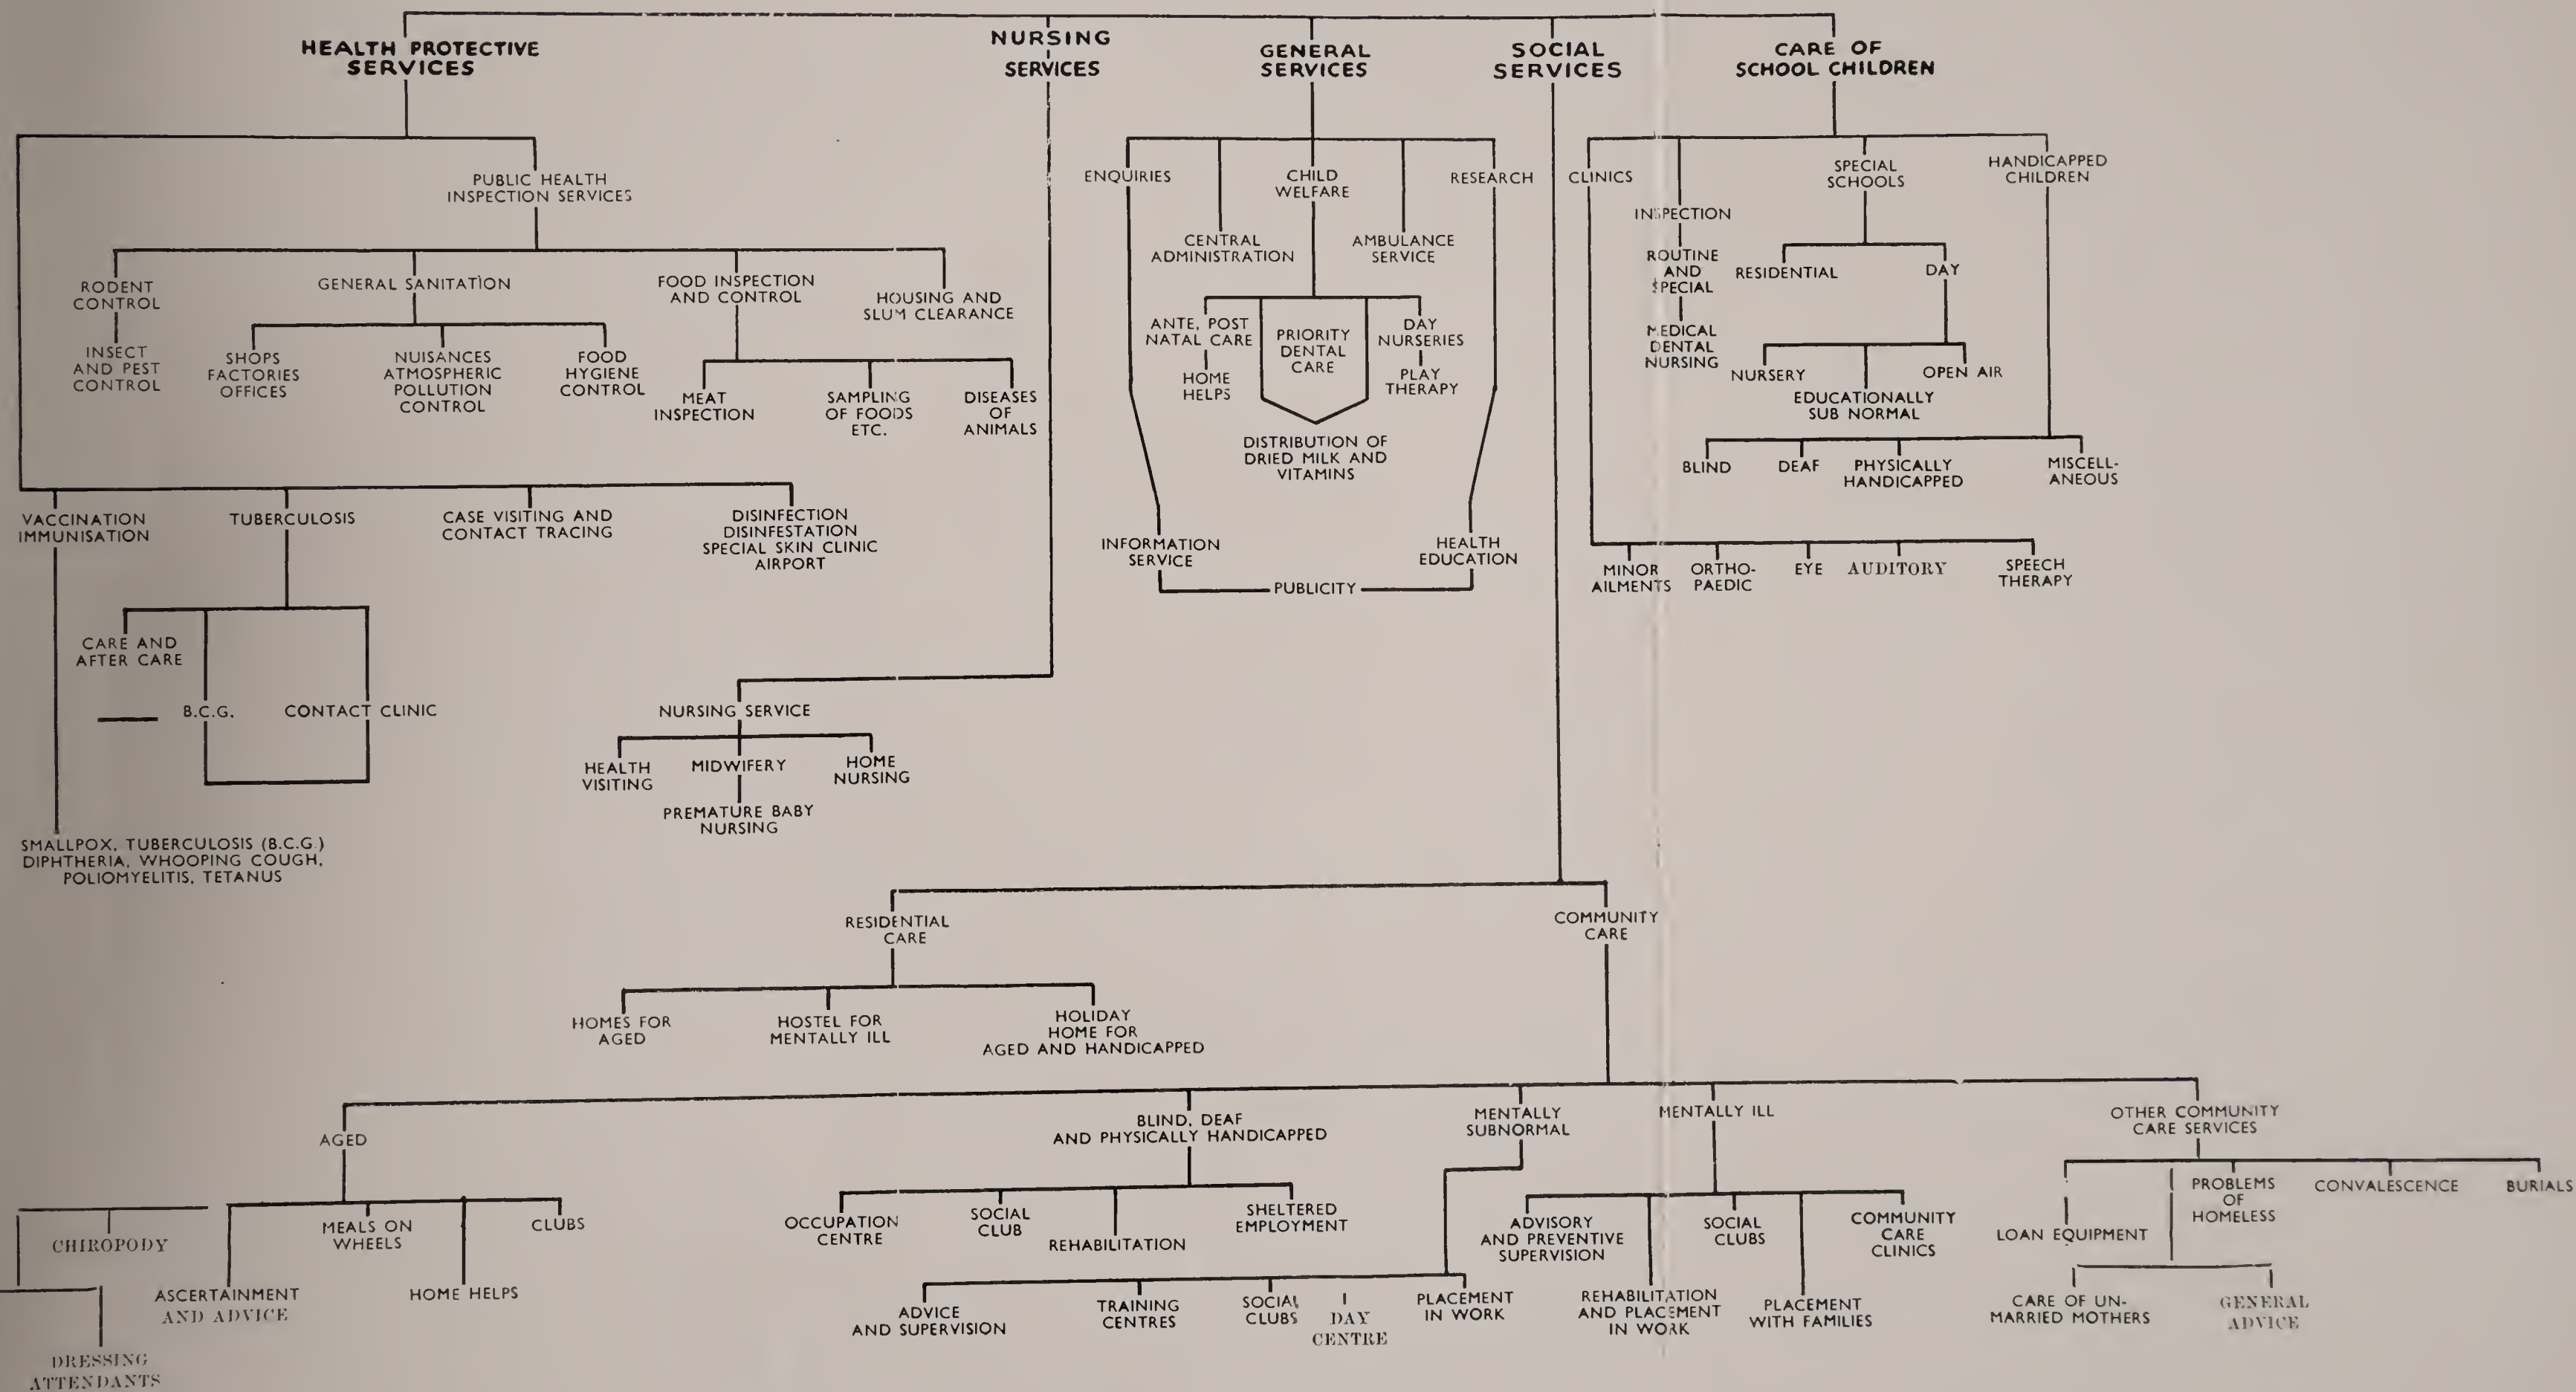 HEALTH PROTECTIVE
SERVICES
NURSING
SERVICES
GENERAL
SERVICES
SOCIAL
SERVICES
CARE OF
SCHOOL CHILDREN
PUBLIC HEALTH
INSPECTION SERVICES
RODENT
CONTROL
INSECT
AND PEST
CONTROL
GENERAL SANITATION
SHOPS
FACTORIES
OFFICES
NUISANCES
ATMOSPHERIC
POLLUTION
CONTROL
FOOD
HYGIENE
CONTROL
FOOD INSPECTION
AND CONTROL
MEAT
INSPECTION
SAMPLING
OF FOODS
ETC.
DISEASES
OF
ANIMALS
HOUSING AND
SLUM CLEARANCE
VACCINATION
IMMUNISATION
TUBERCULOSIS
CASE VISITING AND
CONTACT TRACING
DISINFECTION
DISINFESTATION
SPECIAL SKIN CLINIC
AIRPORT
CARE AND
AFTER CARE
B.C.G.
CONTACT CLINIC
SMALLPOX, TUBERCULOSIS (B.C.G.)
DIPHTHERIA, WHOOPING COUGH,
POLIOMYELITIS, TETANUS
NURSING SERVICE
HEALTH
VISITING
MIDWIFERY
HOME
NURSING
PREMATURE BABY
NURSING
ENQUIRIES
CENTRAL
ADMINISTRATION
CHILD
WELFARE
AMBULANCE
SERVICE
RESEARCH
ANTE, POST
NATAL CARE
HOME
HELPS
PRIORITY
DENTAL
CARE
DAY
NURSERIES
PLAY
THERAPY
DISTRIBUTION OF
DRIED MILK AND
VITAMINS
INFORMATION
SERVICE
HEALTH
EDUCATION
PUBLICITY
CLINICS
INSPECTION
ROUTINE
AND
SPECIAL
MEDICAL
DENTAL
NURSING
SPECIAL
SCHOOLS
RESIDENTIAL
DAY
NURSERY
OPEN AIR
EDUCATIONALLY
SUB NORMAL
HANDICAPPED
CHILDREN
BLIND
DEAF
PHYSICALLY
HANDICAPPED
MISCELL-
ANEOUS
MINOR
AILMENTS
ORTHO-
PAEDIC
EYE
AUDITORY
SPEECH
THERAPY
RESIDENTIAL
CARE
COMMUNITY
CARE
HOMES FOR
AGED
HOSTEL FOR
MENTALLY ILL
HOLIDAY
HOME FOR
AGED AND HANDICAPPED
AGED
BLIND, DEAF
AND PHYSICALLY HANDICAPPED
MENTALLY
SUBNORMAL
MENTALLY ILL
OTHER COMMUNITY
CARE SERVICES
CHIROPODY
DRESSING
ATTENDANTS
ASCERTAINMENT
AND ADVICE
MEALS ON
WHEELS
HOME HELPS
CLUBS
OCCUPATION
CENTRE
SOCIAL
CLUB
REHABILITATION
SHELTERED
EMPLOYMENT
ADVICE
AND SUPERVISION
TRAINING
CENTRES
SOCIAL
CLUBS
DAY
CENTRE
PLACEMENT
IN WORK
ADVISORY
AND PREVENTIVE
SUPERVISION
REHABILITATION
AND PLACEMENT
IN WORK
SOCIAL
CLUBS
PLACEMENT
WITH FAMILIES
COMMUNITY
CARE
CLINICS
LOAN EQUIPMENT
PROBLEMS
OF
HOMELESS
CONVALESCENCE
BURIALS
CARE OF UN-
MARRIED MOTHERS
GENERAL
ADVICE